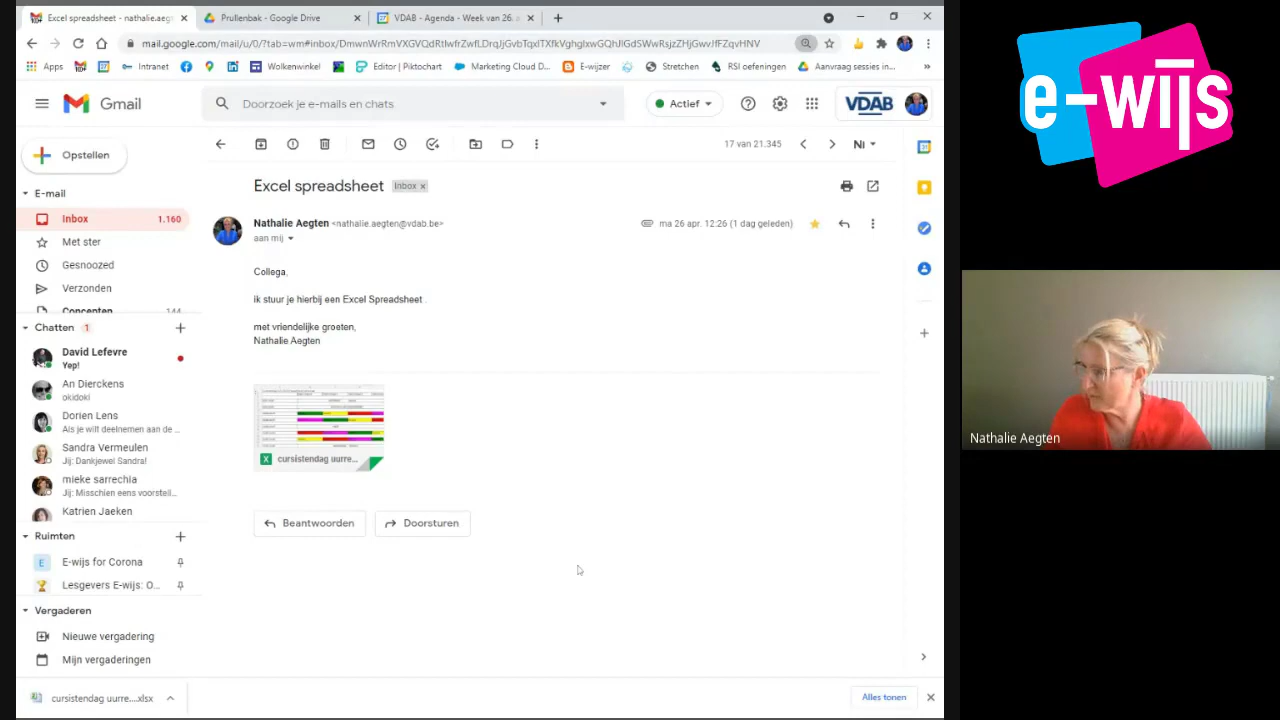 Excel spreadsheet - nathalie.aeg
Prullenbak - Google Drive
VDAB - Agenda - Week van 26.
mail.google.com/mail/u/0/?tab=wm#inbox/
Apps
Intranet
Wolkenwinkel
Editor | Piktochart
Marketing Cloud D...
E-wijzer
Stretchen
RSI oefeningen
Aanvraag sessies in...
Gmail
Doorzoek je e-mails en chats
Actief
VDAB
Opstellen
17 van 21.345
Nl
E-mail
Inbox 1.160
Met ster
Gesnoozed
Verzonden
Concepten 144
Chatten 1
David Lefevre
Yep!
An Dierckens
okidoki
Dorien Lens
Als je wilt deelnemen aan de ...
Sandra Vermeulen
Jij: Dankjewel Sandra!
mieke sarrechia
Jij: Misschien eens voorstell...
Katrien Jaeken
Ruimten
E-wijs for Corona
Lesgevers E-wijs: O...
Vergaderen
Nieuwe vergadering
Mijn vergaderingen
Excel spreadsheet
Inbox x
Nathalie Aegten <nathalie.aegten@vdab.be>
ma 26 apr. 12:26 (1 dag geleden)
aan mij
Collega,
ik stuur je hierbij een Excel Spreadsheet .
met vriendelijke groeten,
Nathalie Aegten
cursistendag uurre...
Beantwoorden
Doorsturen
cursistendag uurre....xlsx
Alles tonen
e-wijs
Nathalie Aegten